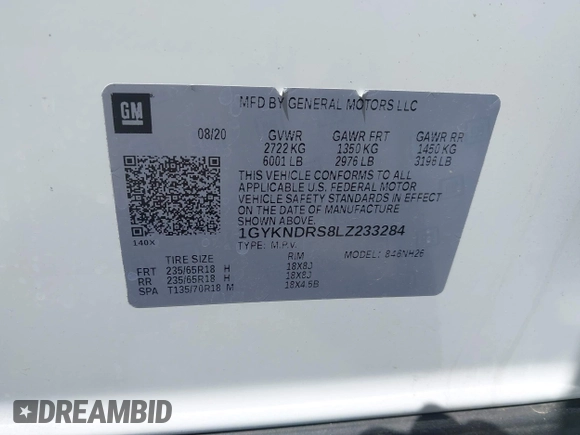 GM
MFD BY GENERAL MOTORS LLC
08/20 GVWR GAWR FRT GAWR RR
2722 KG 1350 KG 1450 KG
6001 LB 2976 LB 3196 LB
THIS VEHICLE CONFORMS TO ALL
APPLICABLE U.S. FEDERAL MOTOR
VEHICLE SAFETY STANDARDS IN EFFECT
ON THE DATE OF MANUFACTURE
SHOWN ABOVE.
140X
1GYKNDRS8LZ233284
TYPE: M.P.V. MODEL: 646NH26
TIRE SIZE RIM
FRT 235/65R18 H 18X8J
RR 235/65R18 H 18X8J
SPA T135/70R18 M 18X4.5B
DREAMBID